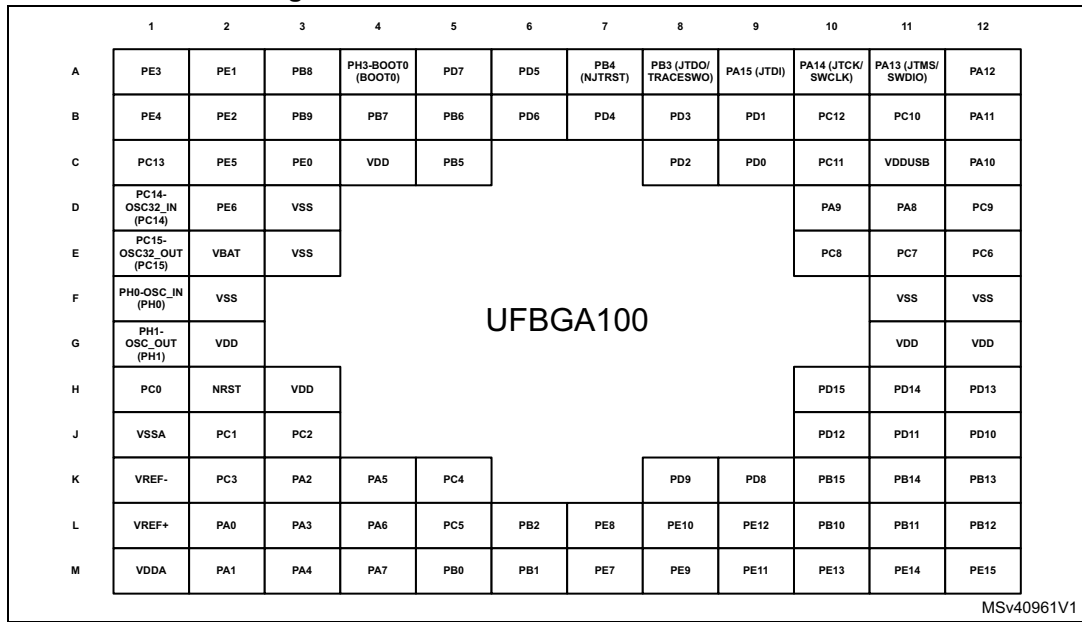 1 2 3 4 5 6 7 8 9 10 11 12
A PE3 PE1 PB8 PH3-BOOT0 (BOOT0) PD7 PD5 PB4 (NJTRST) PB3 (JTDO/ TRACESWO) PA15 (JTDI) PA14 (JTCK/ SWCLK) PA13 (JTMS/ SWDIO) PA12
B PE4 PE2 PB9 PB7 PB6 PD6 PD4 PD3 PD1 PC12 PC10 PA11
C PC13 PE5 PE0 VDD PB5 PD2 PD0 PC11 VDDUSB PA10
D PC14- OSC32_IN (PC14) PE6 VSS PA9 PA8 PC9
E PC15- OSC32_OUT (PC15) VBAT VSS PC8 PC7 PC6
F PH0-OSC_IN (PH0) VSS VSS VSS
UFBGA100
G PH1- OSC_OUT (PH1) VDD VDD VDD
H PC0 NRST VDD PD15 PD14 PD13
J VSSA PC1 PC2 PD12 PD11 PD10
K VREF- PC3 PA2 PA5 PC4 PD9 PD8 PB15 PB14 PB13
L VREF+ PA0 PA3 PA6 PC5 PB2 PE8 PE10 PE12 PB10 PB11 PB12
M VDDA PA1 PA4 PA7 PB0 PB1 PE7 PE9 PE11 PE13 PE14 PE15
MSv40961V1